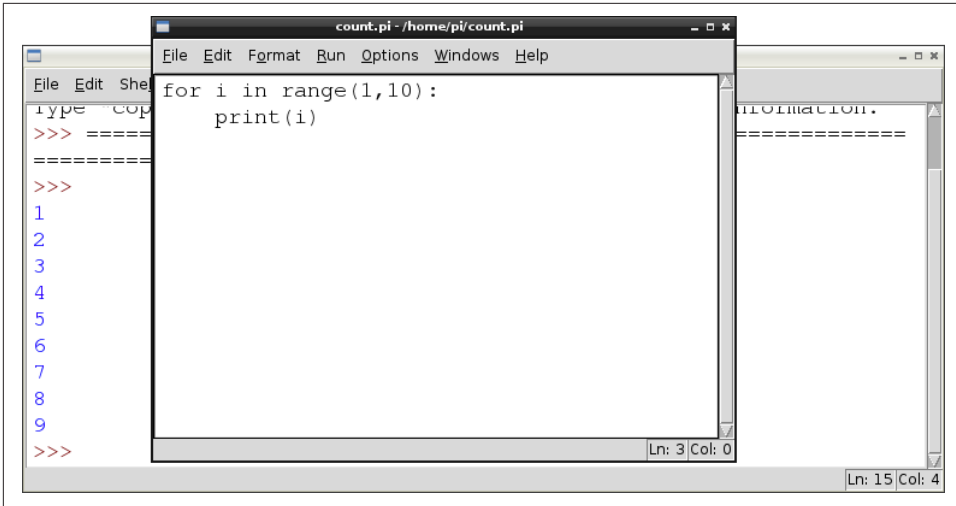 count.pi - /home/pi/count.pi
File Edit Format Run Options Windows Help
for i in range(1,10):
    print(i)
Ln: 3 Col: 0
File Edit
>>> =====
=========
>>>
1
2
3
4
5
6
7
8
9
>>>
Ln: 15 Col: 4